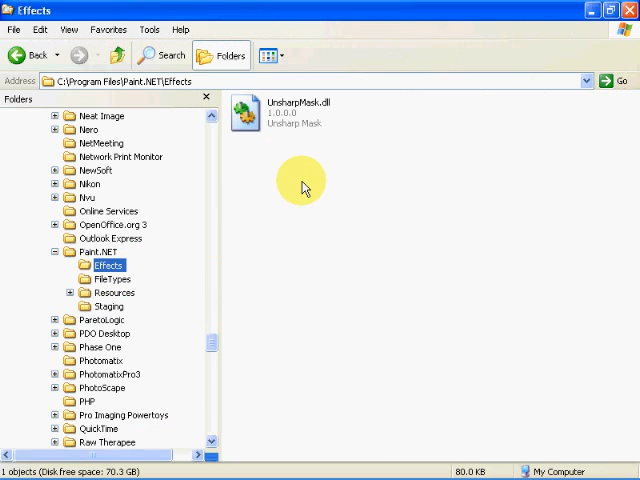 Effects
File Edit View Favorites Tools Help
Back Search Folders
Address C:\Program Files\Paint.NET\Effects Go
Folders
Neat Image
Nero
NetMeeting
Network Print Monitor
NewSoft
Nikon
Nvu
Online Services
OpenOffice.org 3
Outlook Express
Paint.NET
Effects
FileTypes
Resources
Staging
ParetoLogic
PDO Desktop
Phase One
Photomatix
PhotomatixPro3
PhotoScape
PHP
Pro Imaging Powertoys
QuickTime
Raw Therapee
UnsharpMask.dll
1.0.0.0
Unsharp Mask
1 objects (Disk free space: 70.3 GB) 80.0 KB My Computer